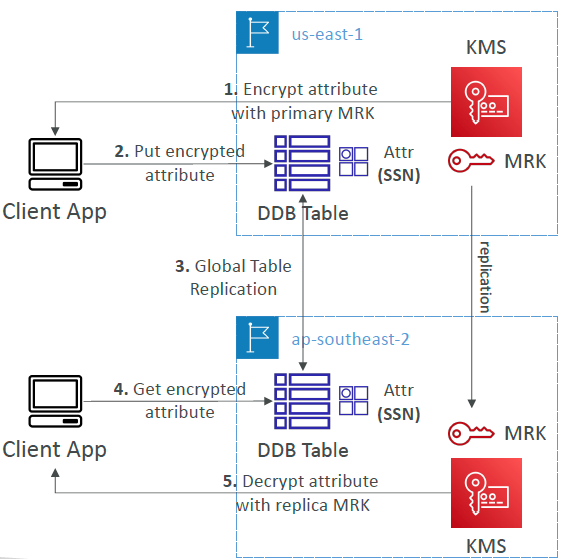 us-east-1
KMS
1. Encrypt attribute
with primary MRK
2. Put encrypted
attribute
Attr
(SSN)
MRK
Client App
DDB Table
3. Global Table
Replication
replication
ap-southeast-2
4. Get encrypted
attribute
Attr
(SSN)
MRK
Client App
DDB Table
5. Decrypt attribute
with replica MRK
KMS